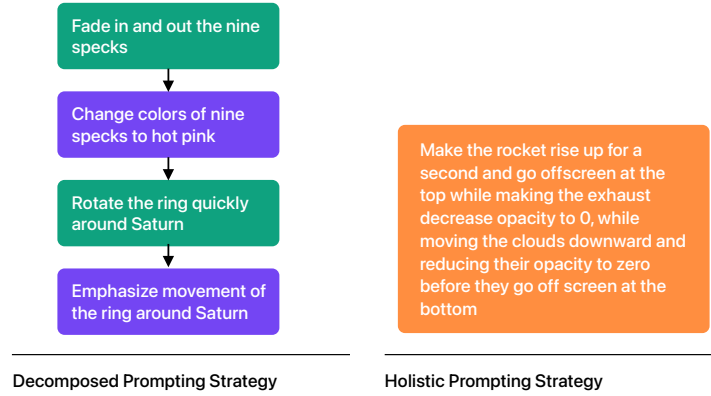 Fade in and out the nine
specks
Change colors of nine
specks to hot pink
Rotate the ring quickly
around Saturn
Emphasize movement of
the ring around Saturn
Decomposed Prompting Strategy
Make the rocket rise up for a
second and go offscreen at the
top while making the exhaust
decrease opacity to 0, while
moving the clouds downward and
reducing their opacity to zero
before they go off screen at the
bottom
Holistic Prompting Strategy